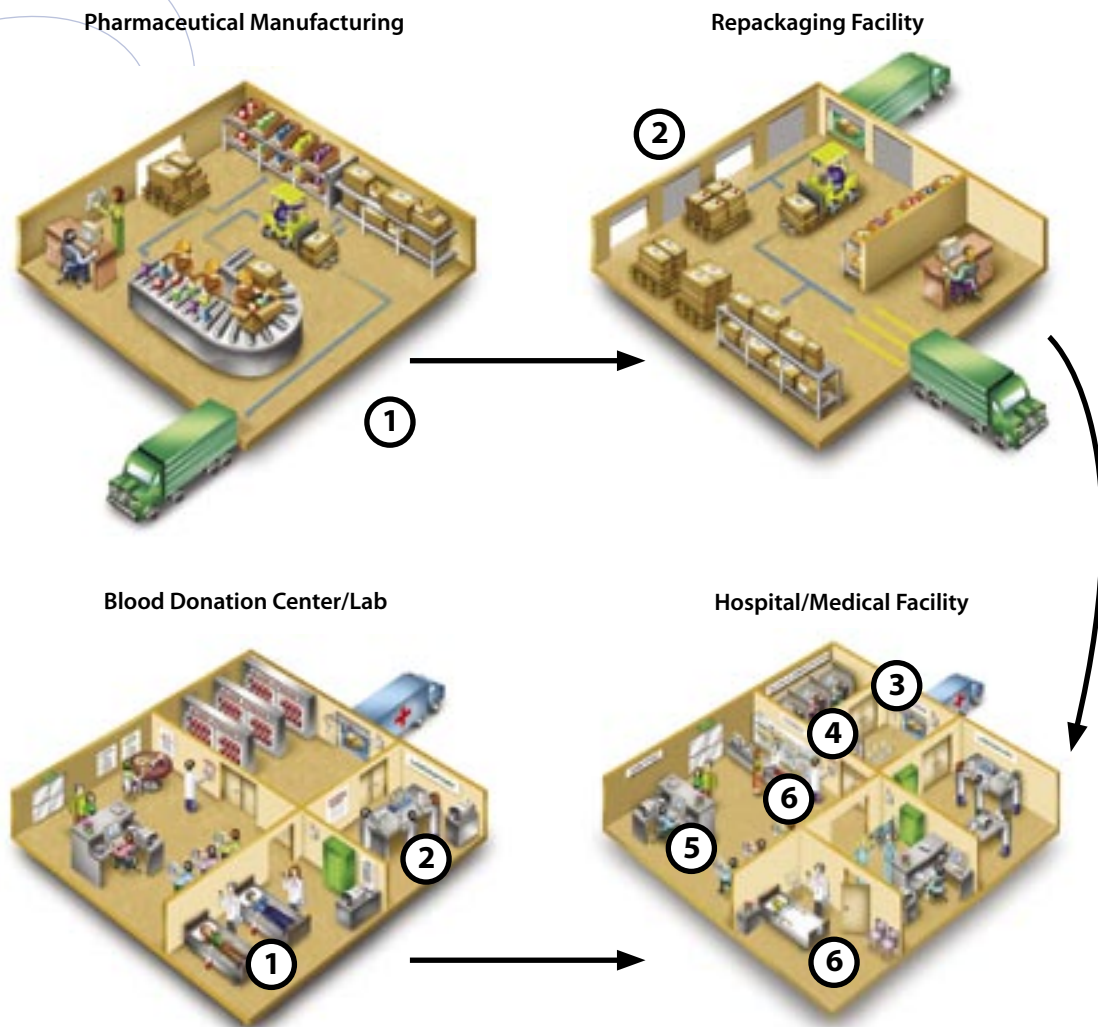 Pharmaceutical Manufacturing
Repackaging Facility
2
1
Blood Donation Center/Lab
Hospital/Medical Facility
3
4
6
5
2
1
6